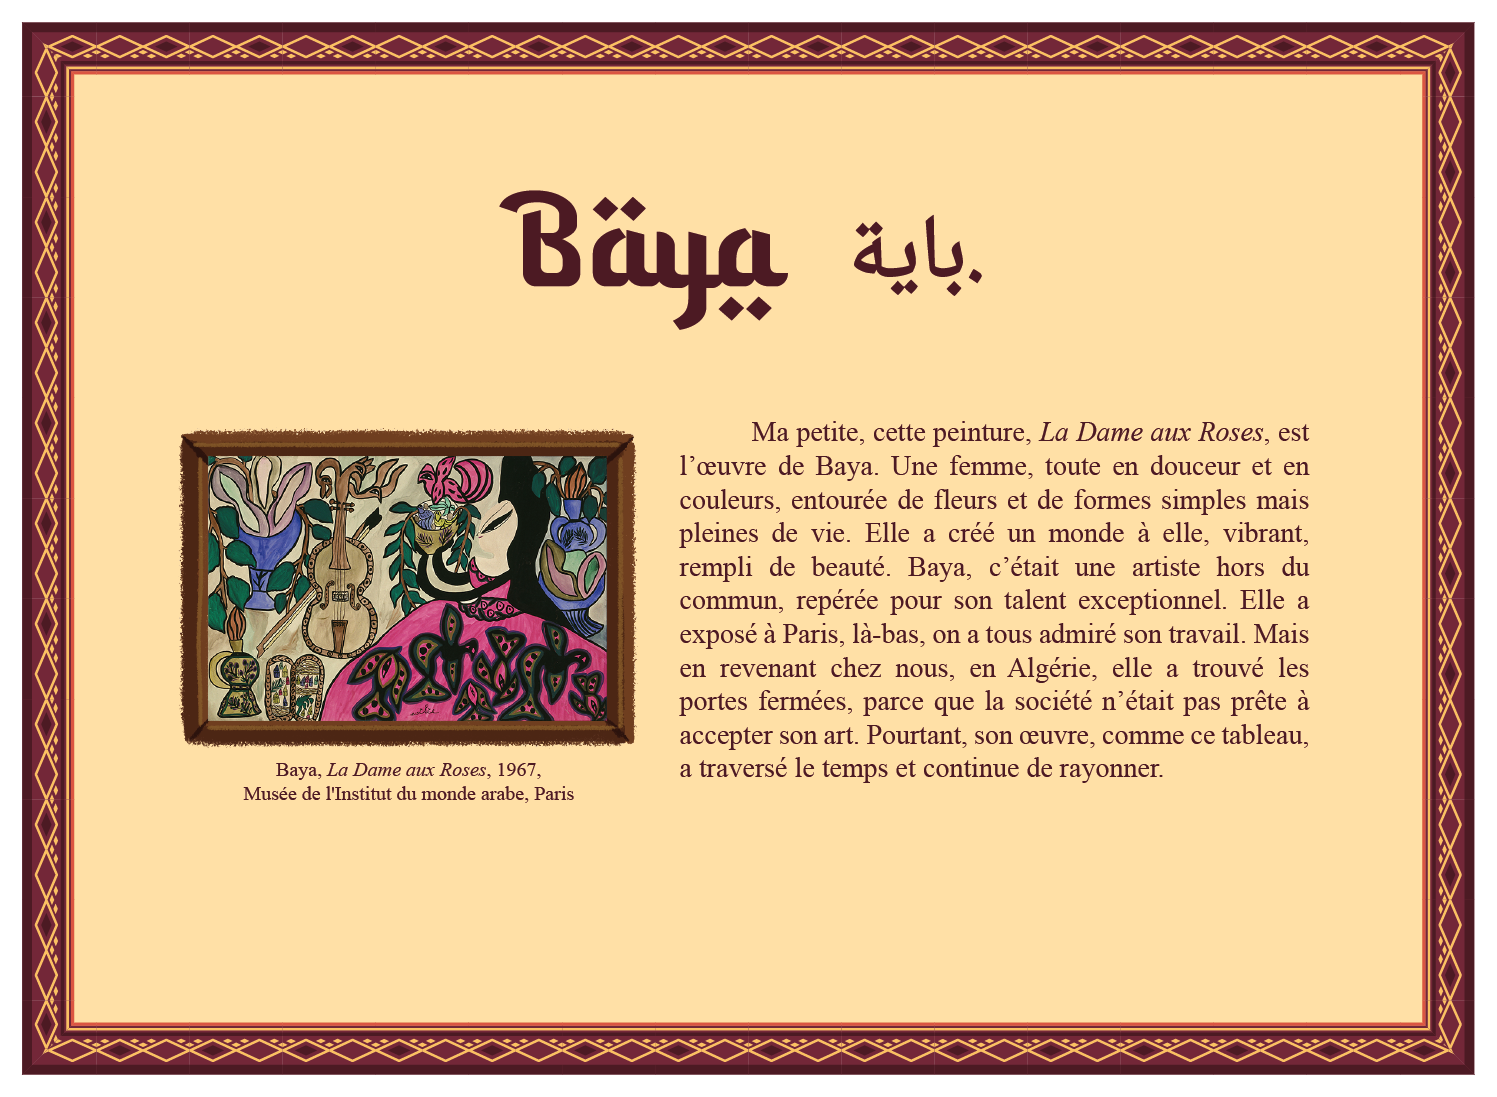 Baya باية.
Ma petite, cette peinture, La Dame aux Roses, est
l’œuvre de Baya. Une femme, toute en douceur et en
couleurs, entourée de fleurs et de formes simples mais
pleines de vie. Elle a créé un monde à elle, vibrant,
rempli de beauté. Baya, c’était une artiste hors du
commun, repérée pour son talent exceptionnel. Elle a
exposé à Paris, là-bas, on a tous admiré son travail. Mais
en revenant chez nous, en Algérie, elle a trouvé les
portes fermées, parce que la société n’était pas prête à
accepter son art. Pourtant, son œuvre, comme ce tableau,
a traversé le temps et continue de rayonner.
Baya, La Dame aux Roses, 1967,
Musée de l'Institut du monde arabe, Paris